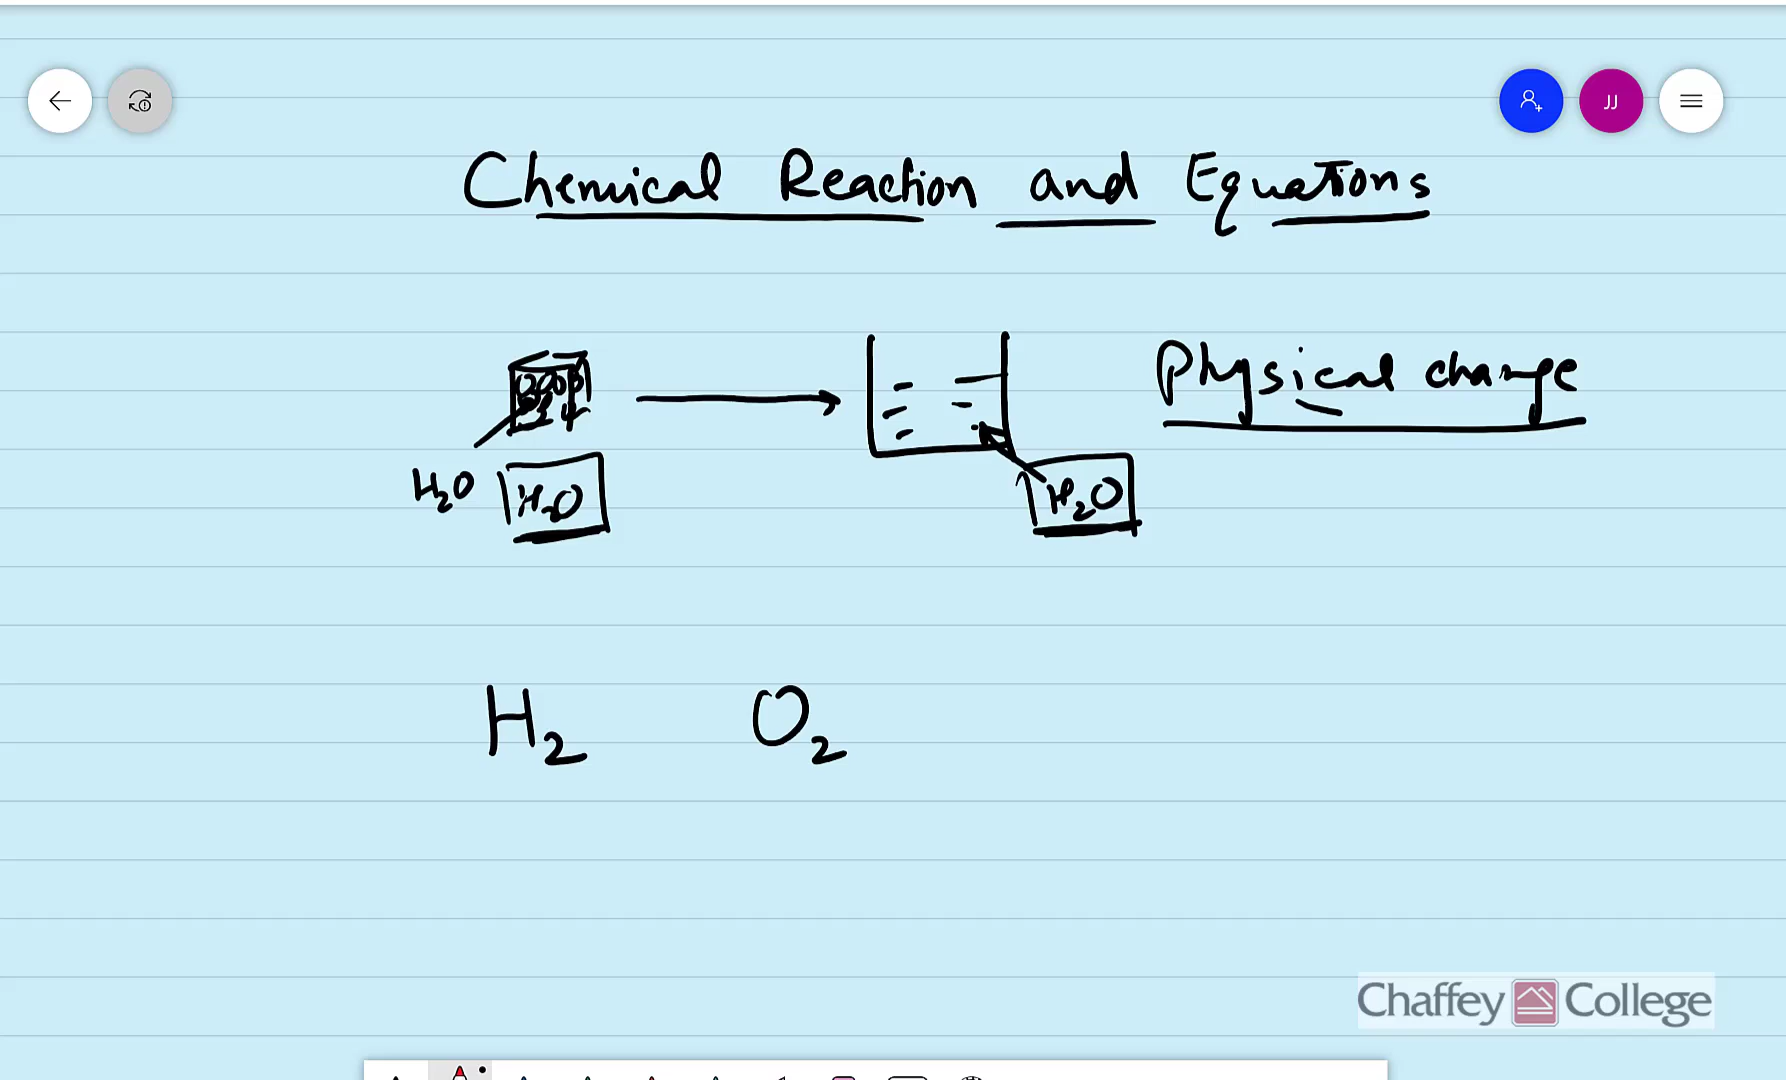 JJ
Chemical Reaction and Equations
Physical change
H₂O H₂O H₂O
H₂ O₂
Chaffey College